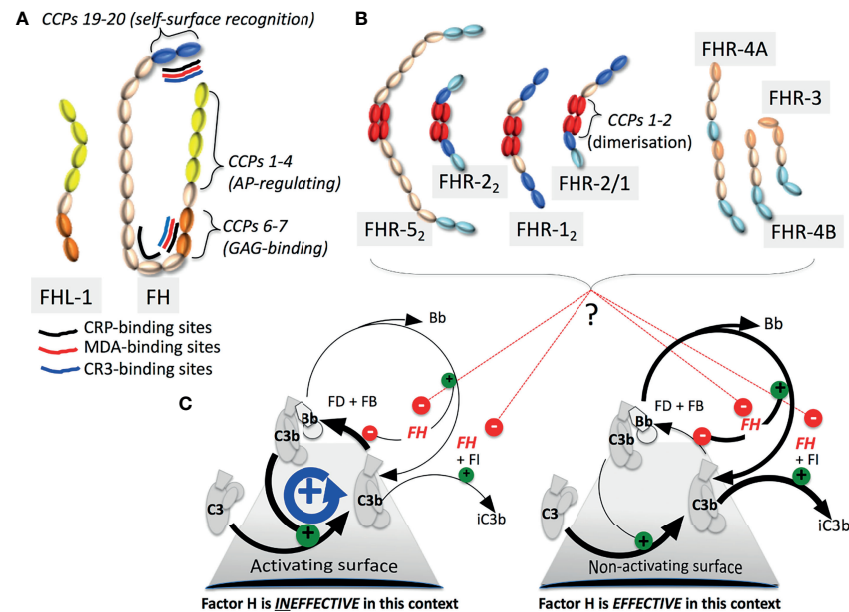 A
CCPs 19-20 (self-surface recognition)
CCPs 1-4
(AP-regulating)
CCPs 6-7
(GAG-binding)
FHL-1
FH
CRP-binding sites
MDA-binding sites
CR3-binding sites
B
FHR-5₂
FHR-2₂
FHR-1₂
FHR-2/1
CCPs 1-2
(dimerisation)
FHR-4A
FHR-3
FHR-4B
?
C
Bb
+
-
-
FD + FB
-
FH
FH
+ FI
+
Bb
C3b
C3b
C3
+
+
iC3b
Activating surface
Factor H is INEFFECTIVE in this context
Bb
+
-
-
FD + FB
-
FH
FH
+ FI
+
Bb
C3b
C3b
C3
+
iC3b
Non-activating surface
Factor H is EFFECTIVE in this context